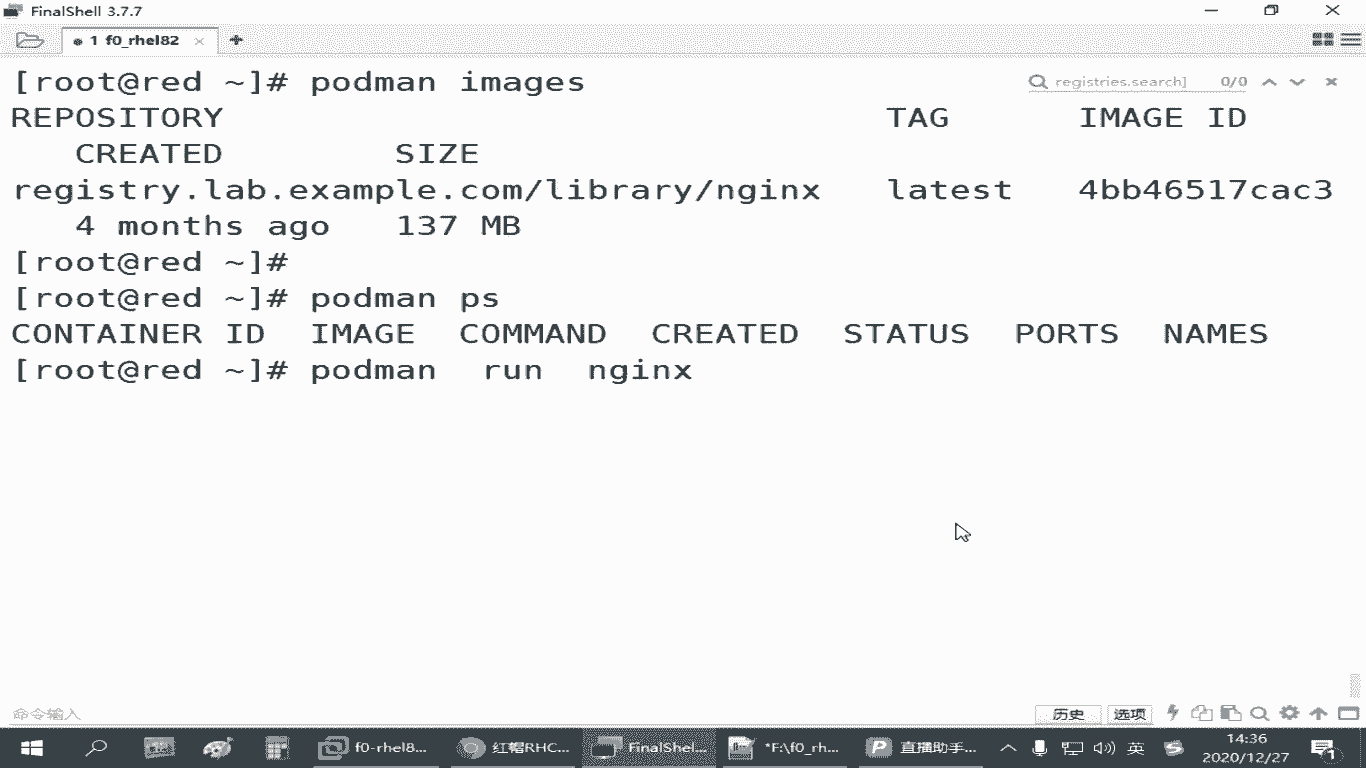 FinalShell 3.7.7
1 f0_rhel82
[root@red ~]# podman images
registries.search] 0/0
REPOSITORY TAG IMAGE ID
CREATED SIZE
registry.lab.example.com/library/nginx latest 4bb46517cac3
4 months ago 137 MB
[root@red ~]#
[root@red ~]# podman ps
CONTAINER ID IMAGE COMMAND CREATED STATUS PORTS NAMES
[root@red ~]# podman run nginx
命令输入
历史 选项
f0-rhel8... 红帽RHC... FinalShel... *F:\f0_rh... 直播助手... 英
14:36
2020/12/27
1